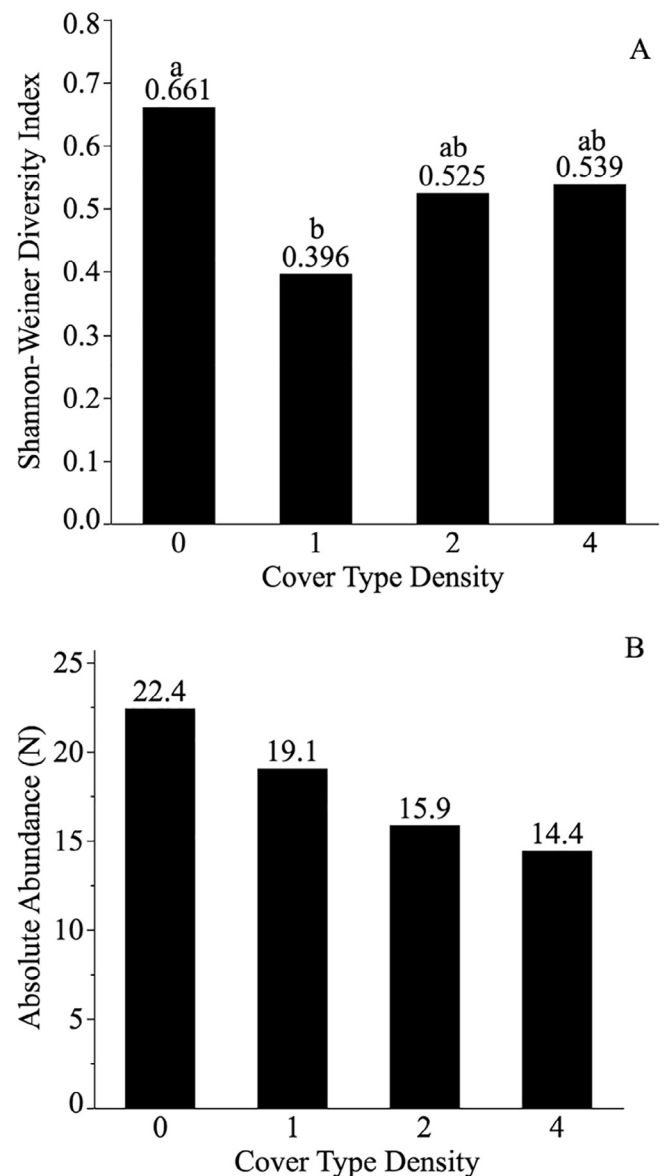 A
Shannon-Weiner Diversity Index
0.8
0.7
0.6
0.5
0.4
0.3
0.2
0.1
0.0
a
0.661
b
0.396
ab
0.525
ab
0.539
0 1 2 4
Cover Type Density
B
Absolute Abundance (N)
25
20
15
10
5
0
22.4
19.1
15.9
14.4
0 1 2 4
Cover Type Density